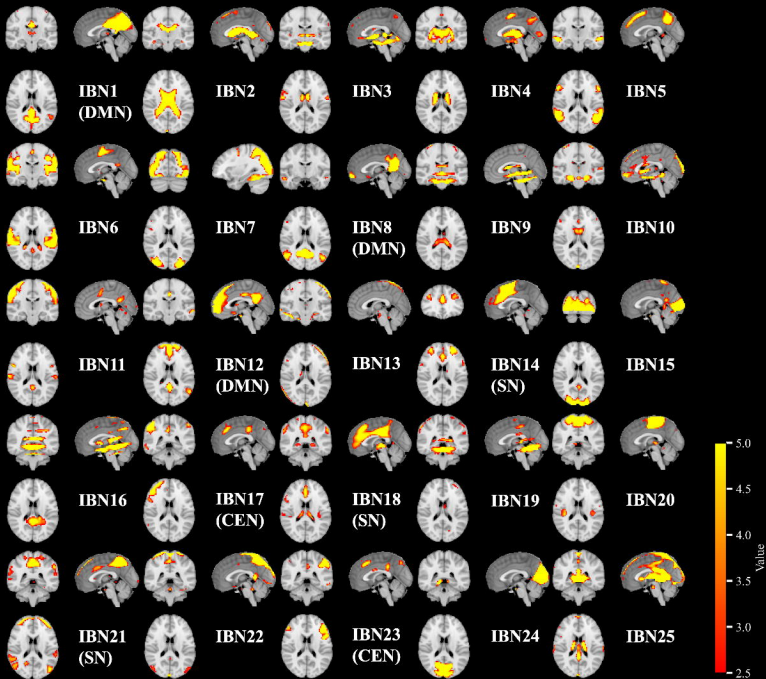 IBN1 IBN2 IBN3 IBN4 IBN5
(DMN)
IBN6 IBN7 IBN8 IBN9 IBN10
(DMN)
IBN11 IBN12 IBN13 IBN14 IBN15
(DMN) (SN)
IBN16 IBN17 IBN18 IBN19 IBN20
(CEN) (SN)
IBN21 IBN22 IBN23 IBN24 IBN25
(SN) (CEN)
5.0
4.5
4.0
3.5
3.0
2.5
Value